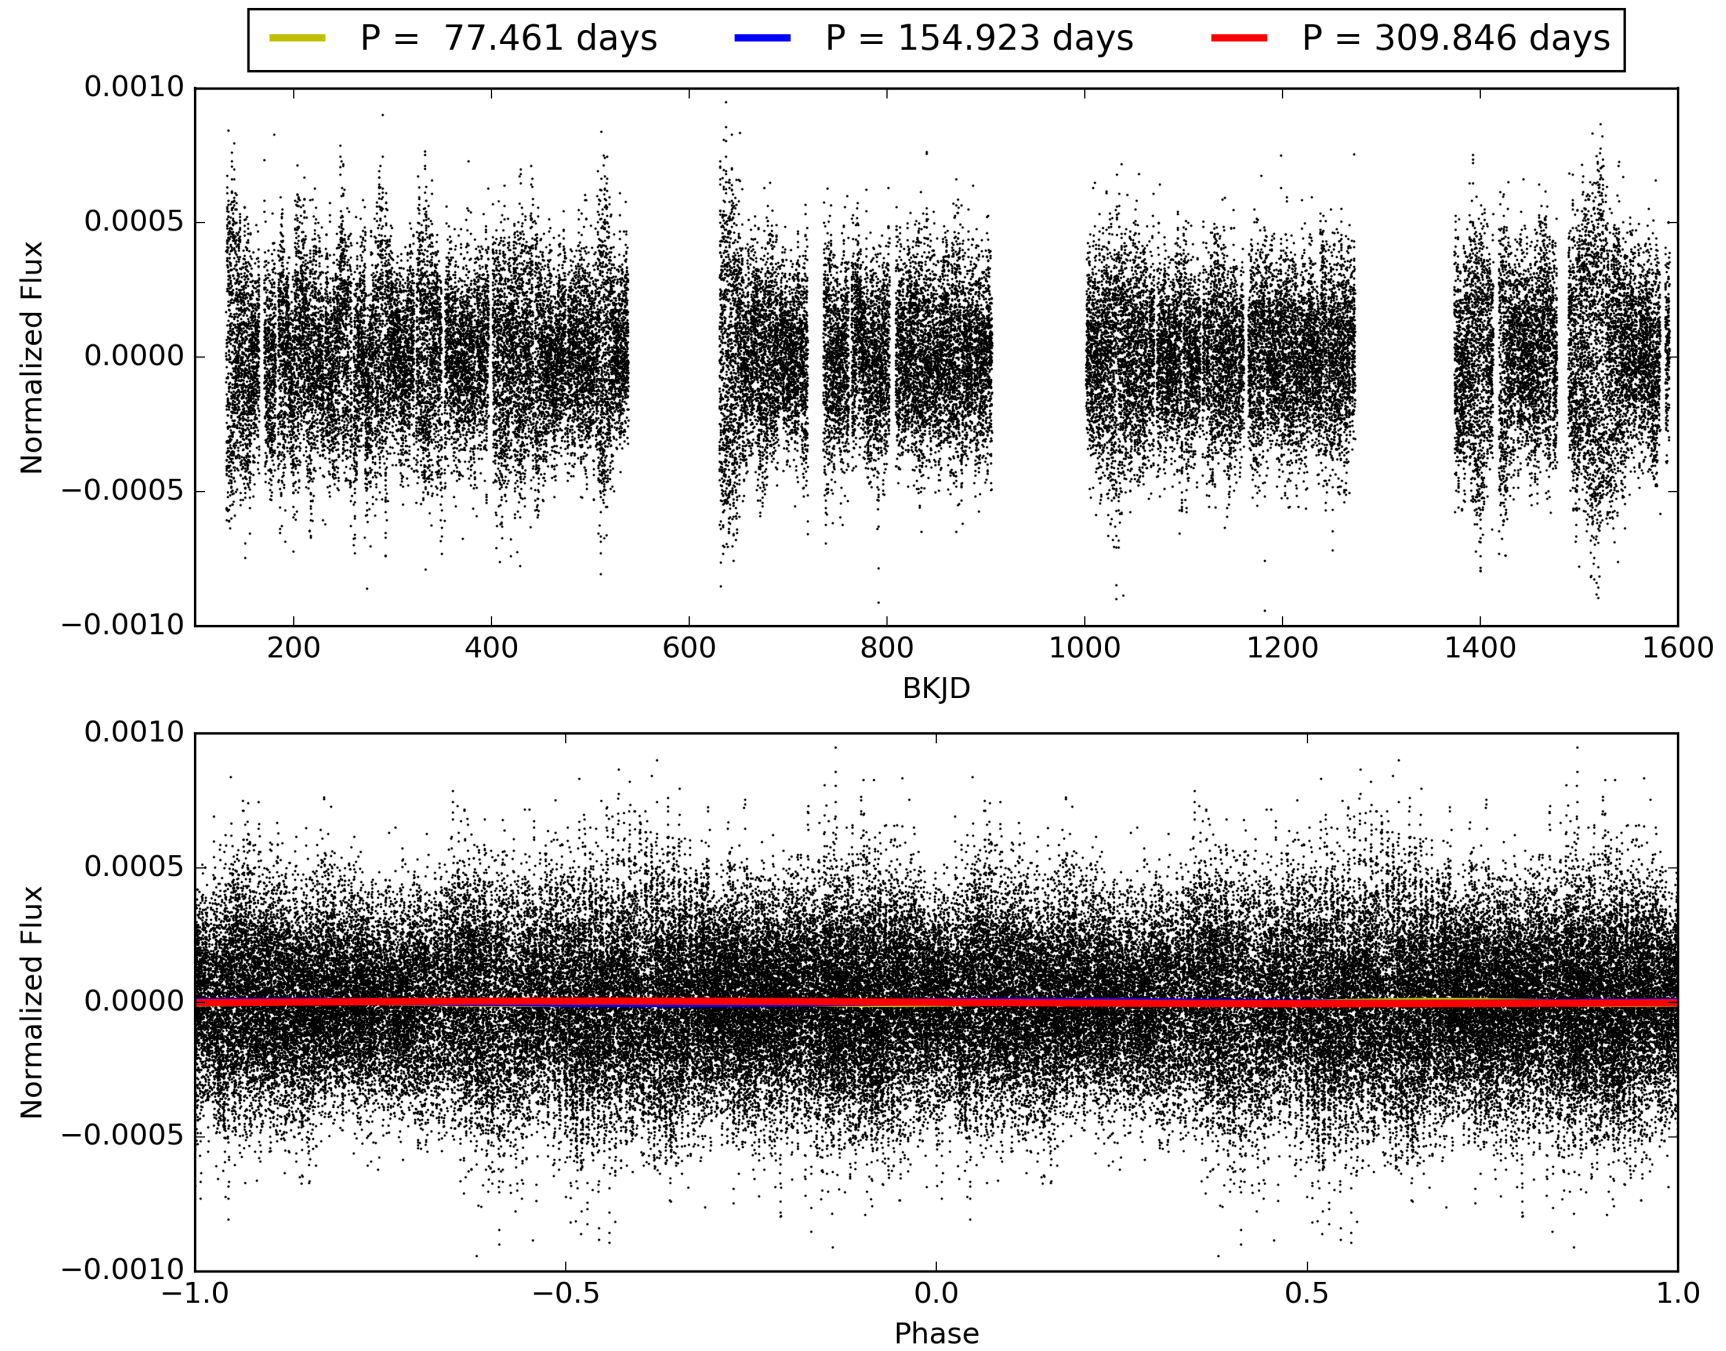 P =  77.461 days P = 154.923 days P = 309.846 days
0.0010
0.0005
0.0000
−0.0005
−0.0010
Normalized Flux
200 400 600 800 1000 1200 1400 1600
BKJD
0.0010
0.0005
0.0000
−0.0005
−0.0010
Normalized Flux
−1.0 −0.5 0.0 0.5 1.0
Phase